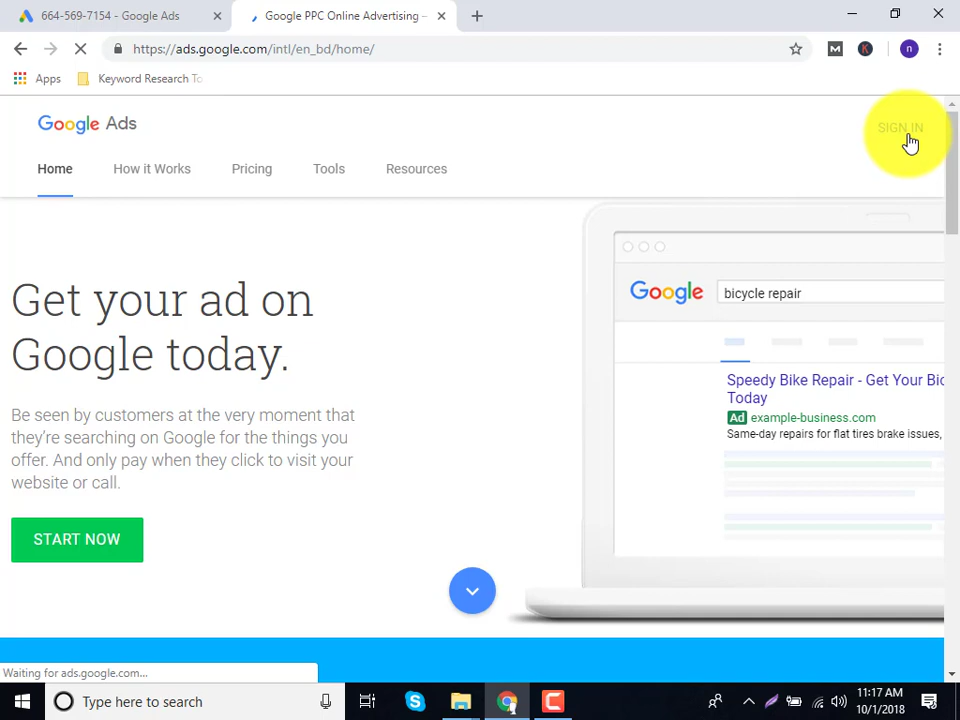 664-569-7154 - Google Ads
Google PPC Online Advertising –
https://ads.google.com/intl/en_bd/home/
M
K
n
Apps
Keyword Research To
Google Ads
SIGN IN
Home
How it Works
Pricing
Tools
Resources
Get your ad on
Google today.
Be seen by customers at the very moment that
they're searching on Google for the things you
offer. And only pay when they click to visit your
website or call.
START NOW
Google
bicycle repair
Speedy Bike Repair - Get Your Bic
Today
Ad example-business.com
Same-day repairs for flat tires brake issues,
Waiting for ads.google.com...
Type here to search
11:17 AM
10/1/2018